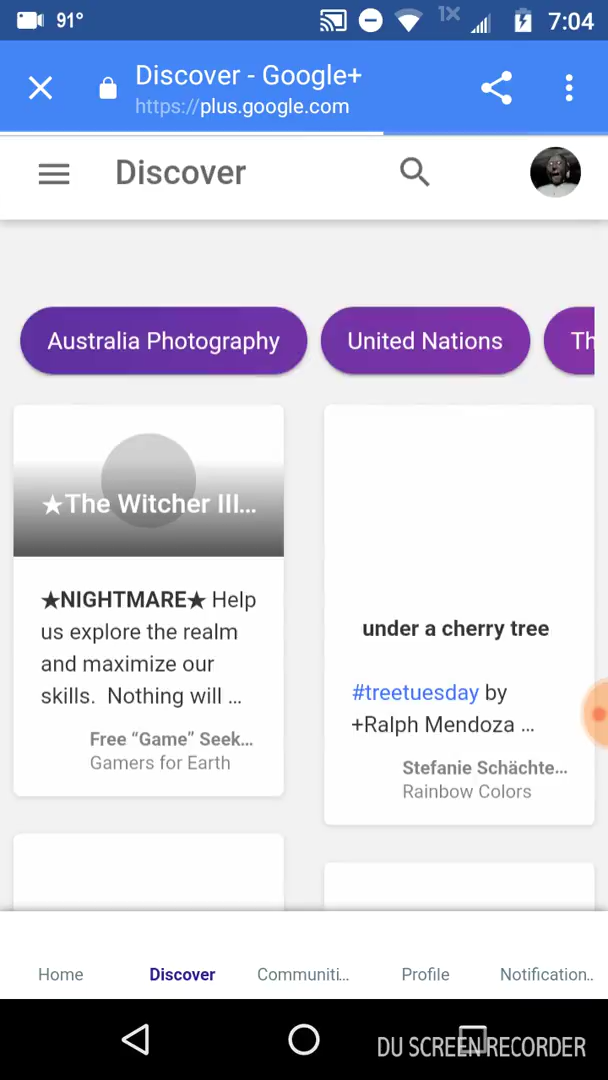 91° 1X 7:04
Discover - Google+
https://plus.google.com
Discover
Australia Photography United Nations Th
★The Witcher III...
★NIGHTMARE★ Help
us explore the realm
and maximize our
skills. Nothing will ...
Free “Game” Seek...
Gamers for Earth
under a cherry tree
#treetuesday by
+Ralph Mendoza ...
Stefanie Schächte...
Rainbow Colors
Home Discover Communiti... Profile Notification..
DU SCREEN RECORDER